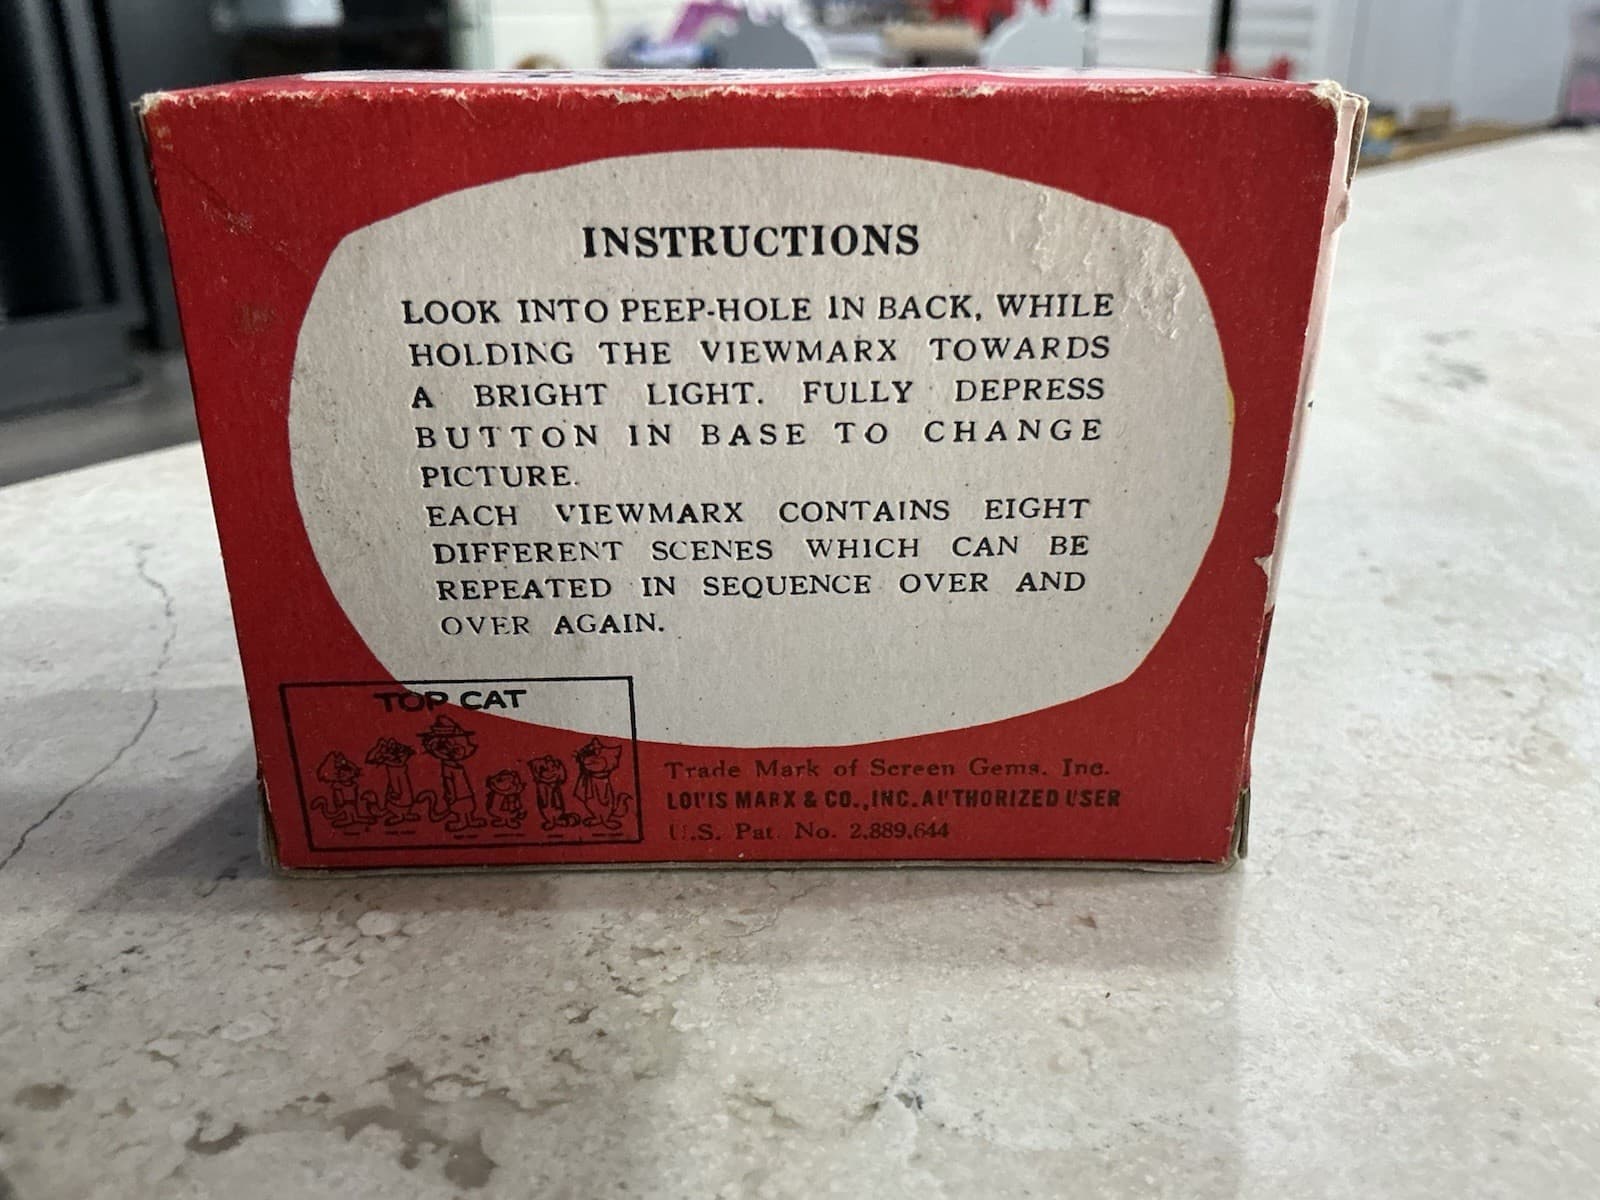 INSTRUCTIONS
LOOK INTO PEEP-HOLE IN BACK, WHILE
HOLDING THE VIEWMARX TOWARDS
A BRIGHT LIGHT. FULLY DEPRESS
BUTTON IN BASE TO CHANGE
PICTURE.
EACH VIEWMARX CONTAINS EIGHT
DIFFERENT SCENES WHICH CAN BE
REPEATED IN SEQUENCE OVER AND
OVER AGAIN.
TOP CAT
Trade Mark of Screen Gems. Inc.
LOUIS MARX & CO., INC. AUTHORIZED USER
U.S. Pat. No. 2,889,644